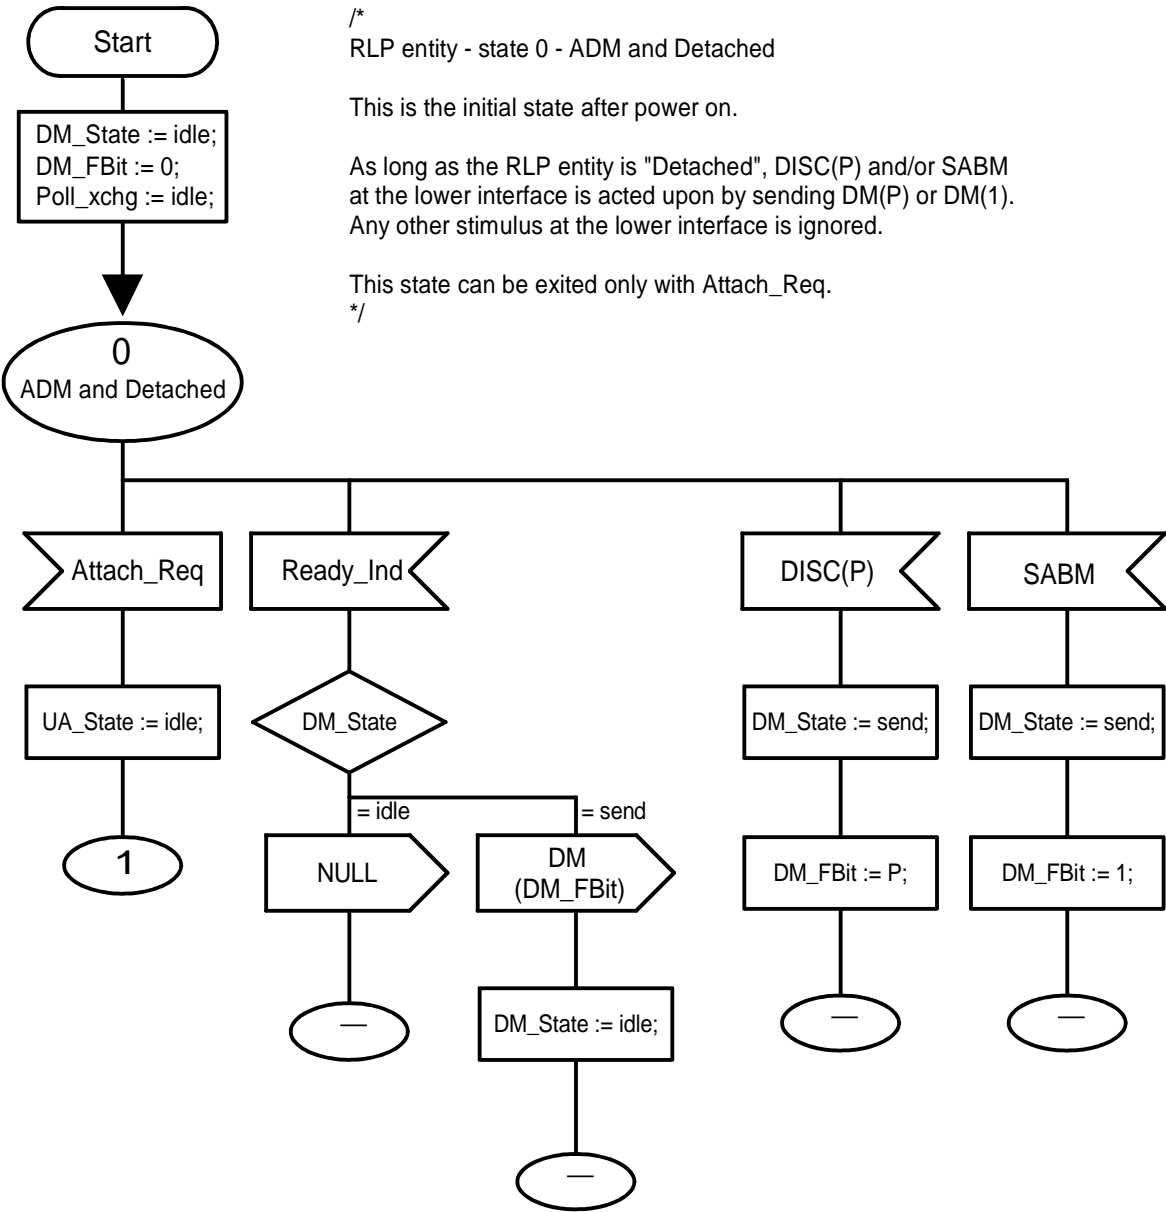 Start
DM_State := idle;
DM_FBit := 0;
Poll_xchg := idle;
/*
RLP entity - state 0 - ADM and Detached
This is the initial state after power on.
As long as the RLP entity is "Detached", DISC(P) and/or SABM
at the lower interface is acted upon by sending DM(P) or DM(1).
Any other stimulus at the lower interface is ignored.
This state can be exited only with Attach_Req.
*/
0
ADM and Detached
Attach_Req
Ready_Ind
DISC(P)
SABM
UA_State := idle;
DM_State
DM_State := send;
DM_State := send;
= idle
= send
1
NULL
DM
(DM_FBit)
DM_FBit := P;
DM_FBit := 1;
—
DM_State := idle;
—
—
—